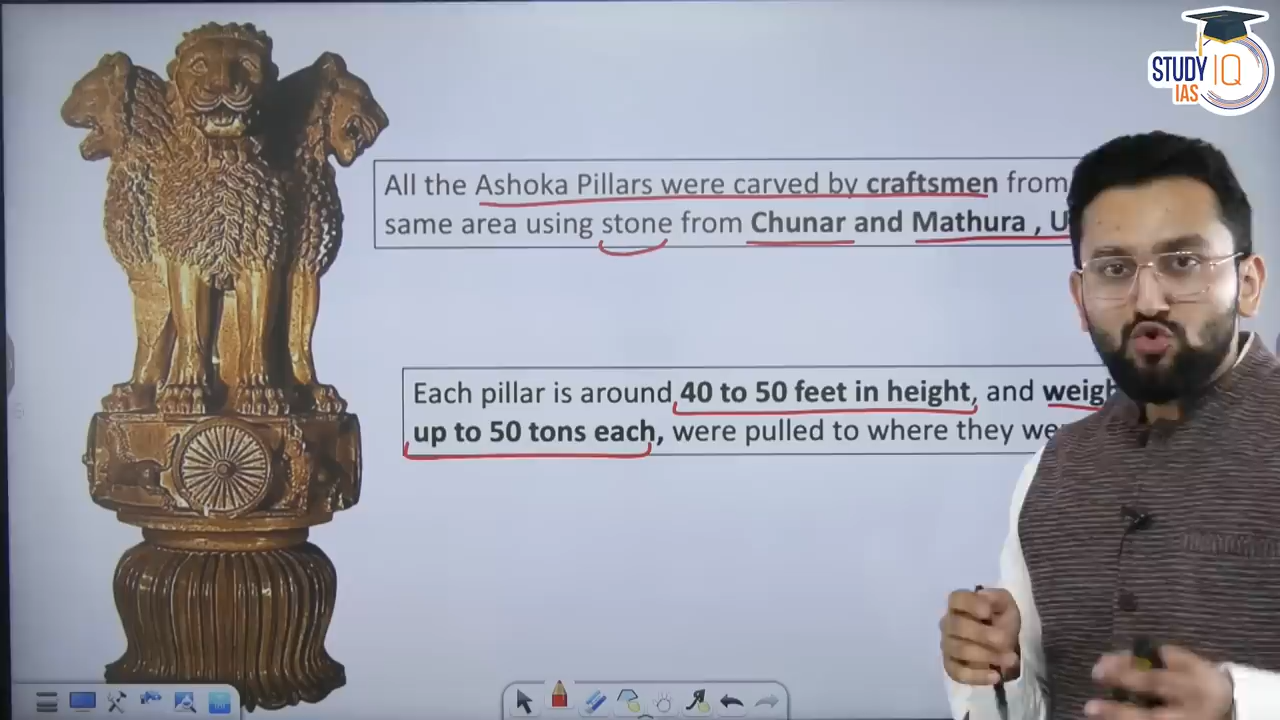 STUDY IQ
IAS
All the Ashoka Pillars were carved by craftsmen from
same area using stone from Chunar and Mathura , U
Each pillar is around 40 to 50 feet in height, and weigh
up to 50 tons each, were pulled to where they we